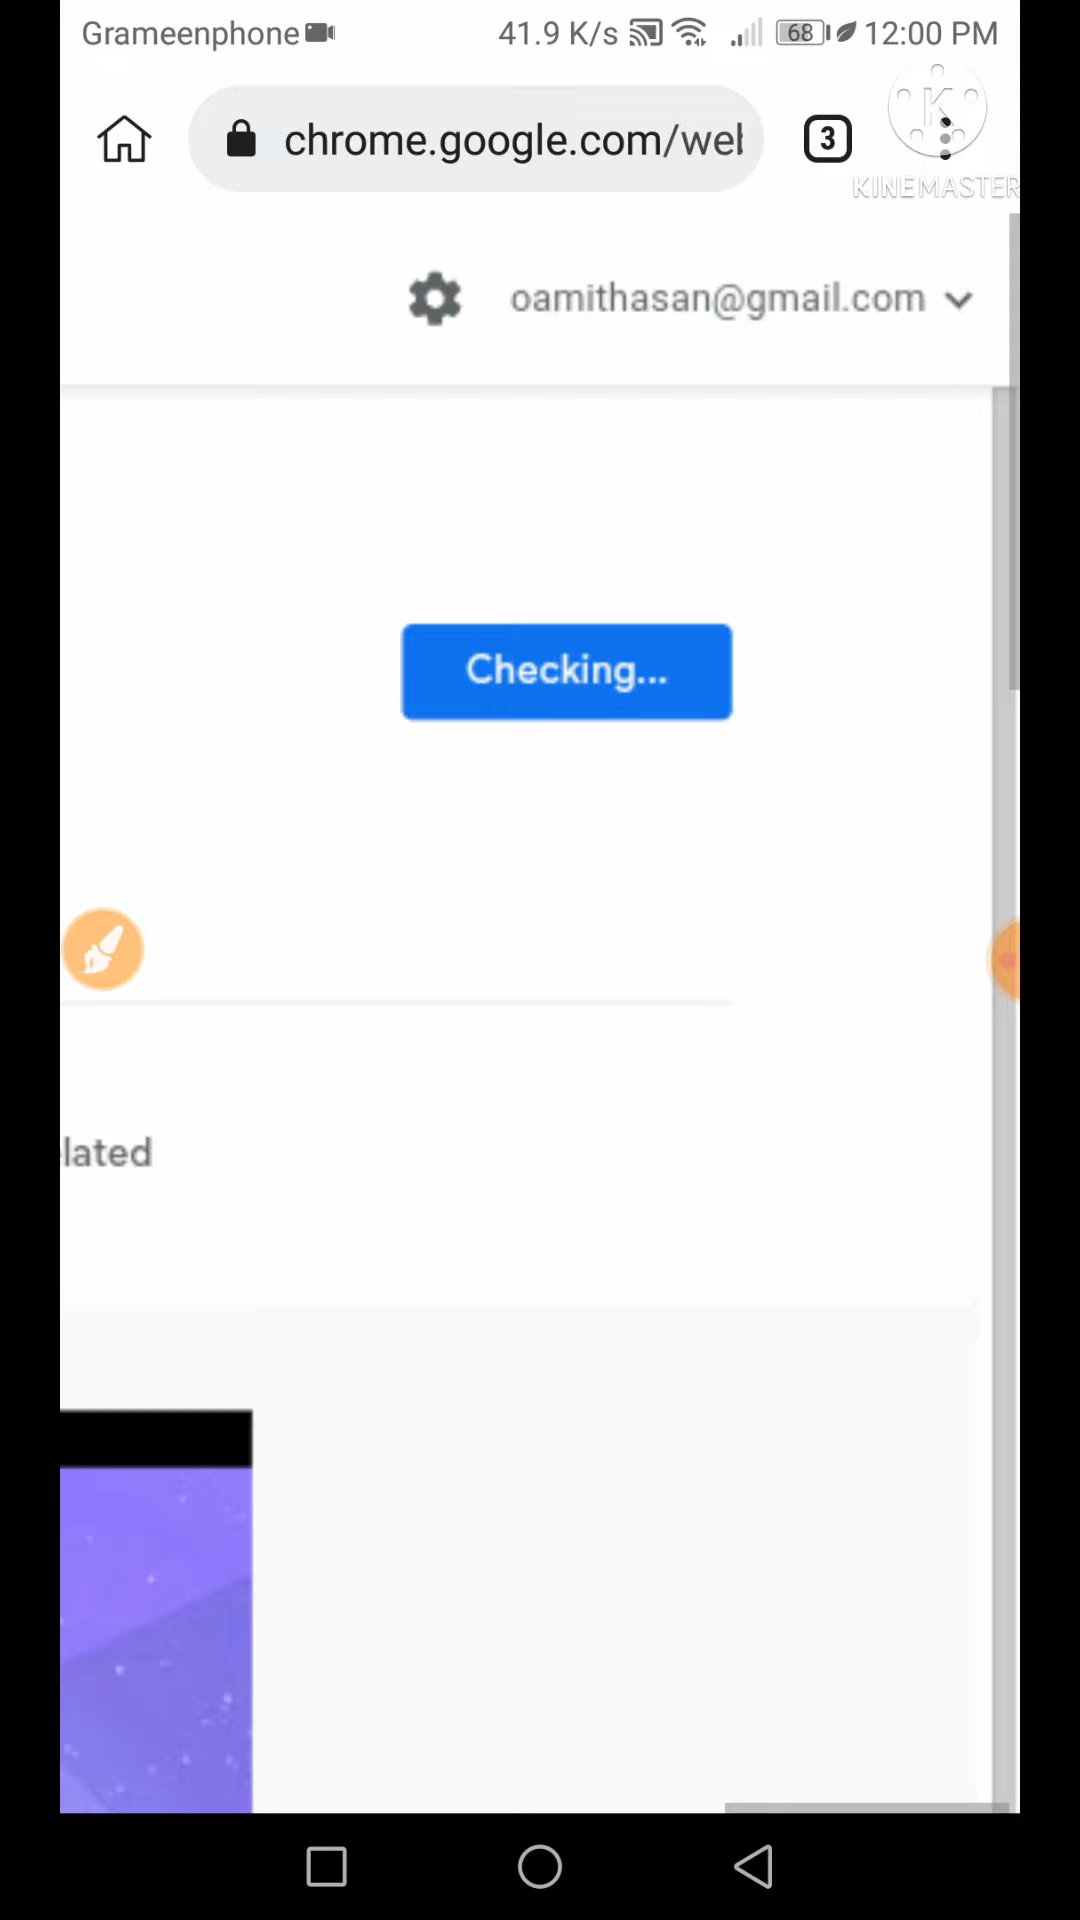 Grameenphone 41.9 K/s 68 12:00 PM
chrome.google.com/wel 3
K
KINEMASTER
oamithasan@gmail.com
Checking...
lated